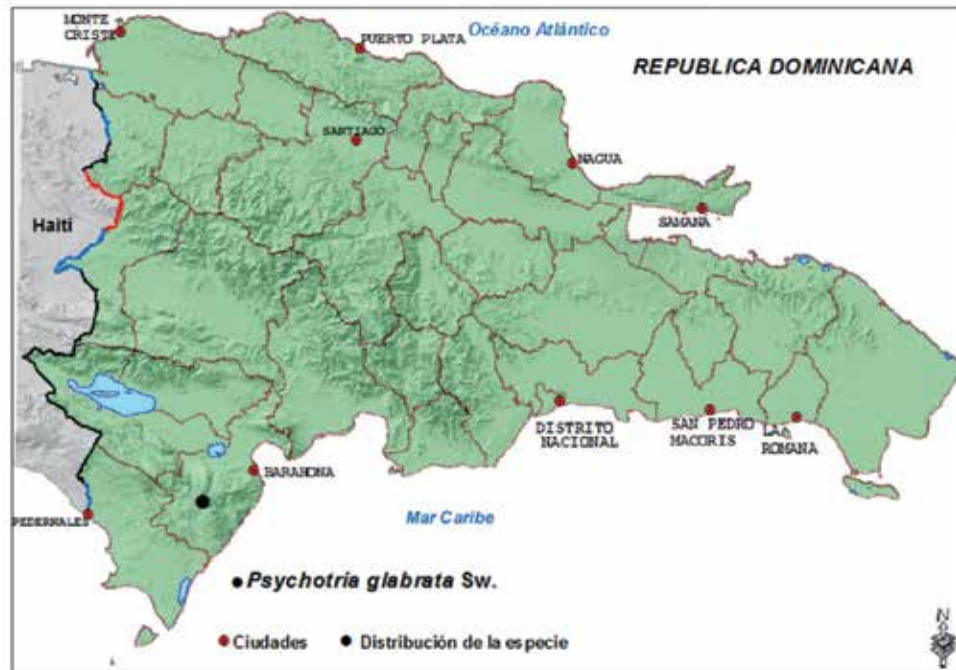 MONTE
CRISTI
PUERTO PLATA
Océano Atlántico
REPUBLICA DOMINICANA
SANTIAGO
NAGUA
SAMANA
Haití
DISTRITO
NACIONAL
SAN PEDRO
MACORIS
LA
ROMANA
BARAHONA
PEDERNALES
Mar Caribe
Psychotria glabrata Sw.
Ciudades
Distribución de la especie
N